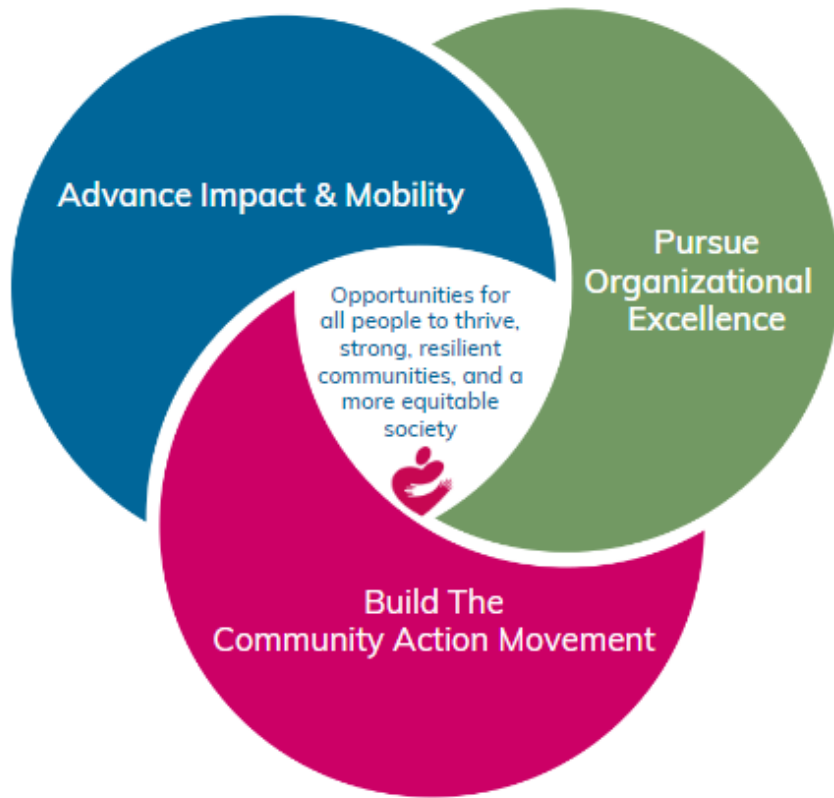 Advance Impact & Mobility
Pursue
Organizational
Excellence
Opportunities for
all people to thrive,
strong, resilient
communities, and a
more equitable
society
Build The
Community Action Movement